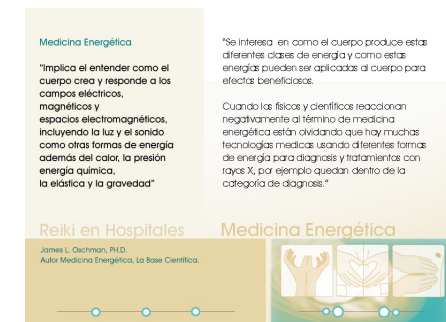 Medicina Energética
"Implica el entender como el
cuerpo crea y responde a los
campos eléctricos,
magnéticos y
espacios electromagnéticos,
incluyendo la luz y el sonido
como otras formas de energía
además del calor, la presión
energía química,
la elástica y la gravedad"
"Se interesa en como el cuerpo produce estas
diferentes clases de energía y como estas
energías pueden ser aplicadas al cuerpo para
efectos beneficiosos.
Cuando los físicos y científicos reaccionan
negativamente al término de medicina
energética están olvidando que hay muchas
tecnologías medicas usando diferentes formas
de energía para diagnosis y tratamientos con
rayos X, por ejemplo quedan dentro de la
categoría de diagnosis."
Reiki en Hospitales
Medicina Energética
James L. Oschman, PH.D.
Autor Medicina Energética, La Base Científica.